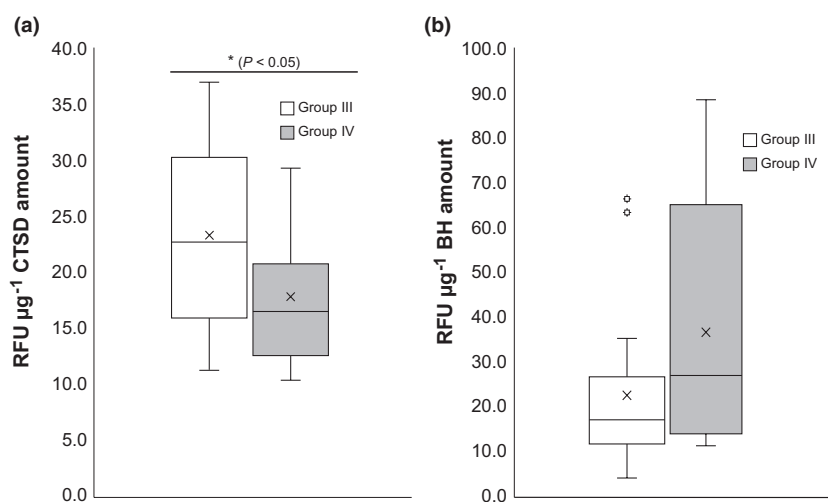 (a)
RFU µg⁻¹ CTSD amount
40.0
35.0
30.0
25.0
20.0
15.0
10.0
5.0
0.0
* (P < 0.05)
Group III
Group IV
(b)
RFU µg⁻¹ BH amount
100.0
90.0
80.0
70.0
60.0
50.0
40.0
30.0
20.0
10.0
0.0
Group III
Group IV